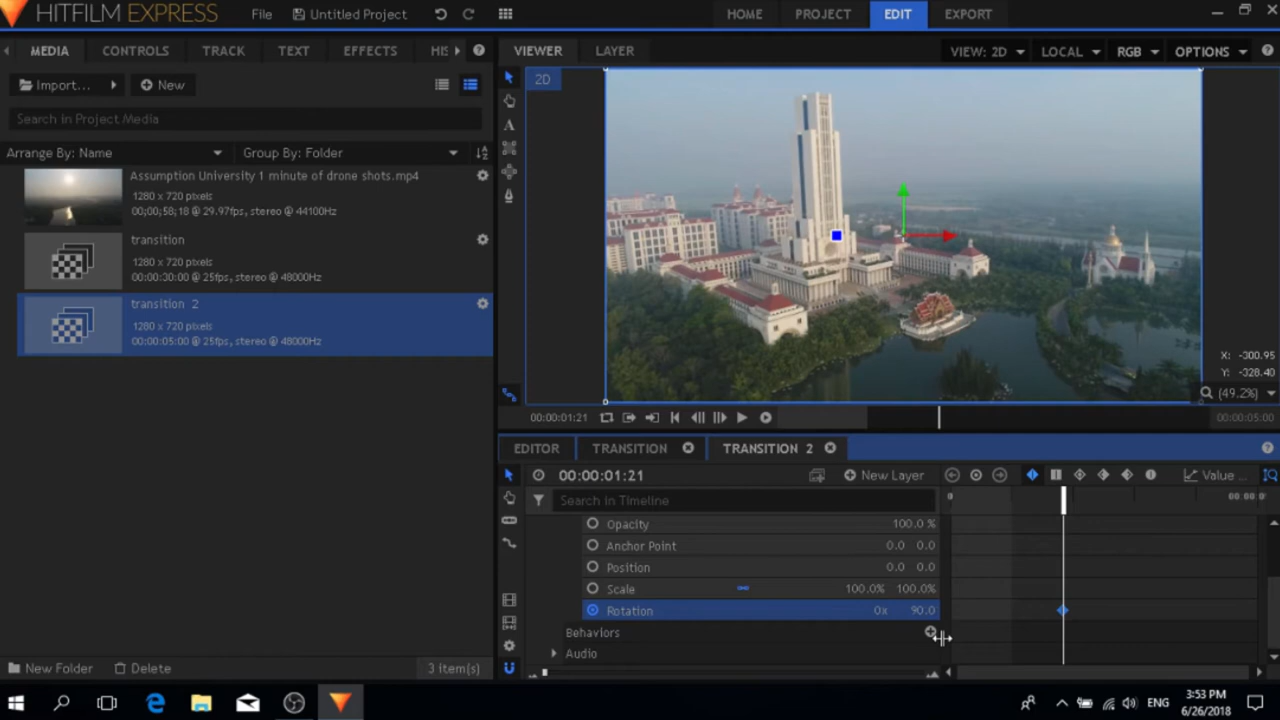 HITFILM EXPRESS
File
Untitled Project
HOME
PROJECT
EDIT
EXPORT
MEDIA
CONTROLS
TRACK
TEXT
EFFECTS
HIS
VIEWER
LAYER
VIEW: 2D
LOCAL
RGB
OPTIONS
Import...
New
2D
Search in Project Media
Arrange By: Name
Group By: Folder
Assumption University 1 minute of drone shots.mp4
1280 x 720 pixels
00;00;58;18 @ 29.97fps, stereo @ 44100Hz
transition
1280 x 720 pixels
00:00:30:00 @ 25fps, stereo @ 48000Hz
transition 2
1280 x 720 pixels
00:00:05:00 @ 25fps, stereo @ 48000Hz
X: -300.95
Y: -328.40
(49.2%)
00:00:01:21
00:00:05:00
EDITOR
TRANSITION
TRANSITION 2
00:00:01:21
New Layer
Value ...
Search in Timeline
0
00:00:0
Opacity
100.0 %
Anchor Point
0.0 0.0
Position
0.0 0.0
Scale
100.0% 100.0%
Rotation
0x 90.0
Behaviors
Audio
New Folder
Delete
3 item(s)
ENG
3:53 PM
6/26/2018